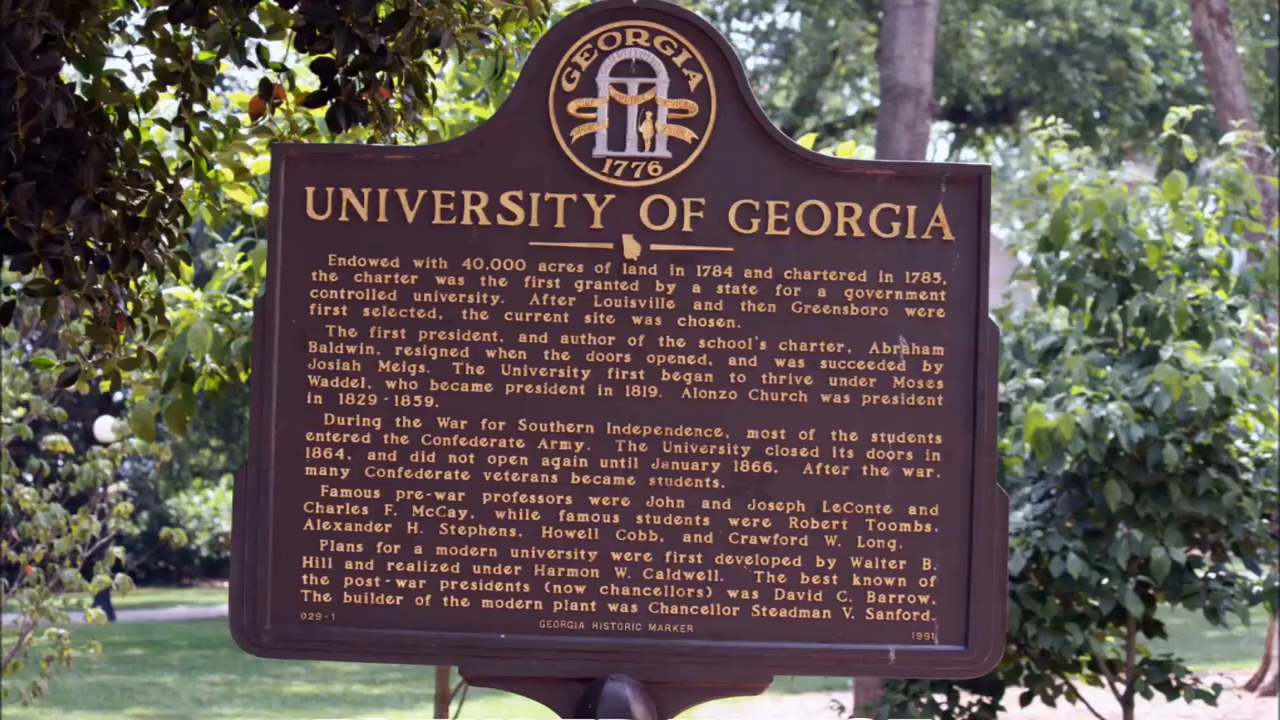 GEORGIA
1776
UNIVERSITY OF GEORGIA
Endowed with 40,000 acres of land in 1784 and chartered in 1785,
the charter was the first granted by a state for a government
controlled university. After Louisville and then Greensboro were
first selected, the current site was chosen.
The first president, and author of the school's charter, Abraham
Baldwin, resigned when the doors opened, and was succeeded by
Josiah Meigs. The University first began to thrive under Moses
Waddel, who became president in 1819. Alonzo Church was president
in 1829-1859.
During the War for Southern Independence, most of the students
entered the Confederate Army. The University closed its doors in
1864, and did not open again until January 1866. After the war,
many Confederate veterans became students.
Famous pre-war professors were John and Joseph LeConte and
Charles F. McCay, while famous students were Robert Toombs,
Alexander H. Stephens, Howell Cobb, and Crawford W. Long.
Plans for a modern university were first developed by Walter B.
Hill and realized under Harmon W. Caldwell. The best known of
the post-war presidents (now chancellors) was David C. Barrow.
The builder of the modern plant was Chancellor Steadman V. Sanford.
029-1 GEORGIA HISTORIC MARKER 1991